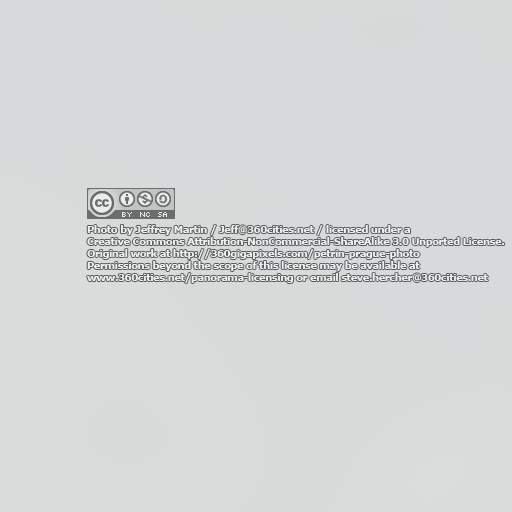 cc BY NC SA
Photo by Jeffrey Martin / Jeff@360cities.net / licensed under a
Creative Commons Attribution-NonCommercial-ShareAlike 3.0 Unported License.
Original work at http://360gigapixels.com/petrin-prague-photo
Permissions beyond the scope of this license may be available at
www.360cities.net/panorama-licensing or email steve.hercher@360cities.net